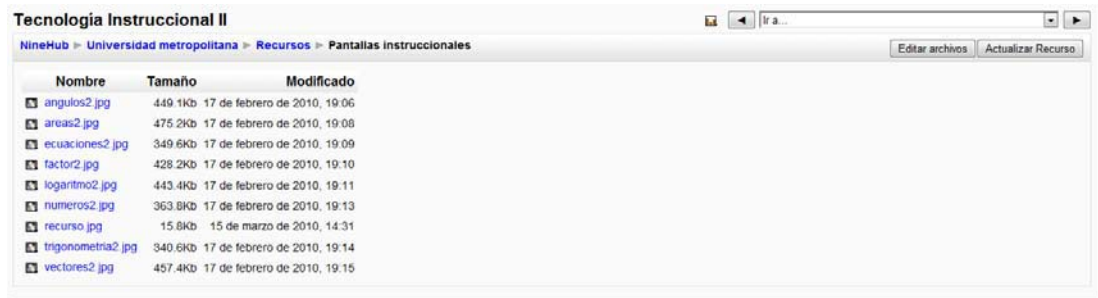 Tecnología Instruccional II
Ir a...
NineHub ► Universidad metropolitana ► Recursos ► Pantallas instruccionales
Editar archivos Actualizar Recurso
Nombre Tamaño Modificado
angulos2.jpg 449.1Kb 17 de febrero de 2010, 19:06
areas2.jpg 475.2Kb 17 de febrero de 2010, 19:08
ecuaciones2.jpg 349.6Kb 17 de febrero de 2010, 19:09
factor2.jpg 428.2Kb 17 de febrero de 2010, 19:10
logaritmo2.jpg 443.4Kb 17 de febrero de 2010, 19:11
numeros2.jpg 363.8Kb 17 de febrero de 2010, 19:13
recurso.jpg 15.8Kb 15 de marzo de 2010, 14:31
trigonometria2.jpg 340.6Kb 17 de febrero de 2010, 19:14
vectores2.jpg 457.4Kb 17 de febrero de 2010, 19:15